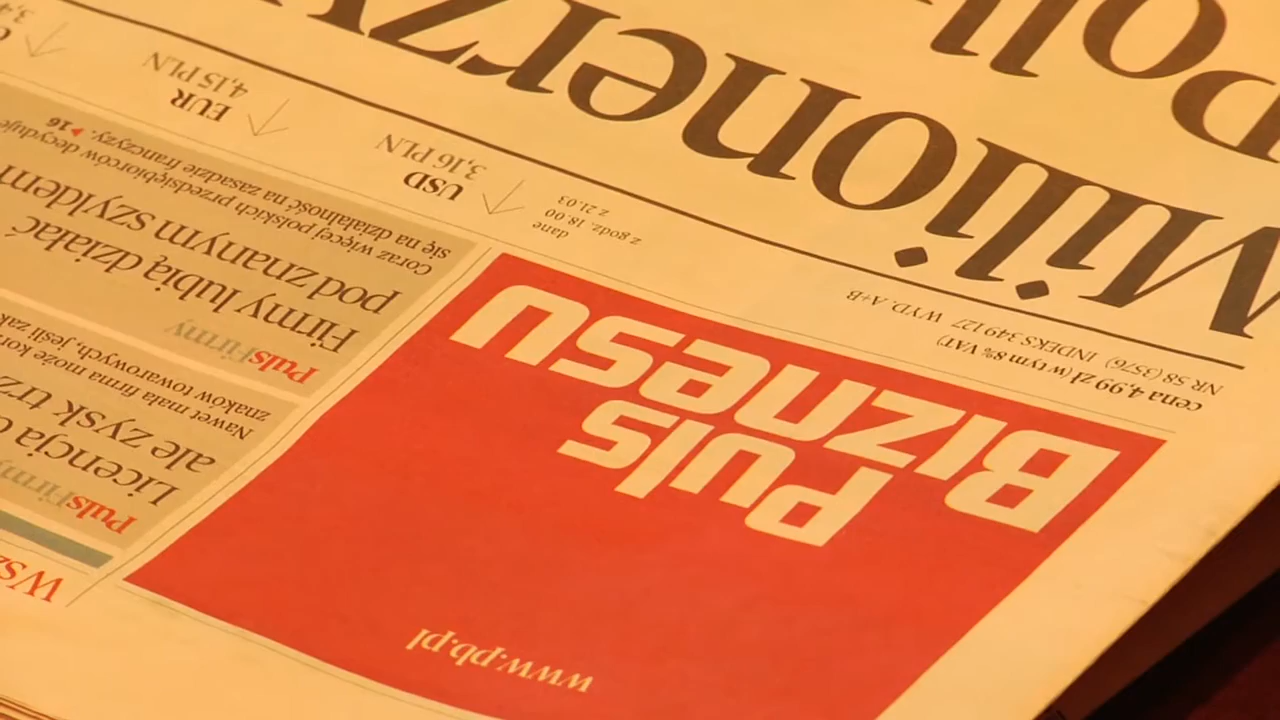 www.pb.pl
Puls
Biznesu
cena 4,99 zł (w tym 8% VAT)
NR 58 (3576) INDEKS 349 127 WYD. A+B
PulsFirmy
Licencja
ale zysk
Nawet mała firma może
znaków towarowych, jeśli
PulsFirmy
Firmy lubią działać
pod znanym szyldem
Coraz więcej polskich przedsiębiorców decyduje
się na działalność na zasadzie franczyzy. ▶16
dane
z godz. 18.00
z 21.03
USD
3,16 PLN
EUR
4,15 PLN
Milionerzy